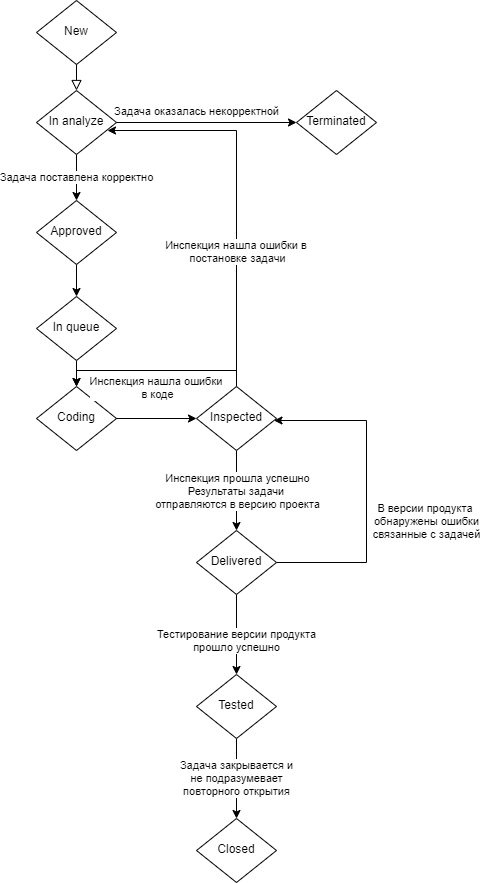 New
In analyze
Задача оказалась некорректной
Terminated
Задача поставлена корректно
Approved
Инспекция нашла ошибки в
постановке задачи
In queue
Инспекция нашла ошибки
в коде
Coding
Inspected
Инспекция прошла успешно
Результаты задачи
отправляются в версию проекта
В версии продукта
обнаружены ошибки
связанные с задачей
Delivered
Тестирование версии продукта
прошло успешно
Tested
Задача закрывается и
не подразумевает
повторного открытия
Closed